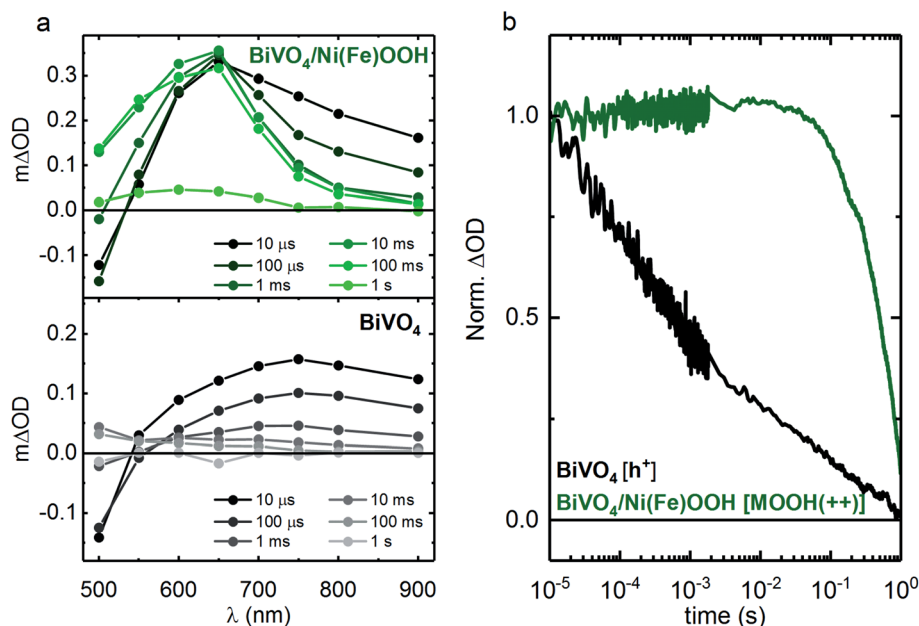 a
BiVO₄/Ni(Fe)OOH
mΔOD
0.3
0.2
0.1
0.0
-0.1
10 μs
100 μs
1 ms
10 ms
100 ms
1 s
BiVO₄
mΔOD
0.2
0.1
0.0
-0.1
10 μs
100 μs
1 ms
10 ms
100 ms
1 s
500 600 700 800 900
λ (nm)
b
Norm. ΔOD
1.0
0.5
0.0
BiVO₄ [h⁺]
BiVO₄/Ni(Fe)OOH [MOOH(++)]
10⁻⁵ 10⁻⁴ 10⁻³ 10⁻² 10⁻¹ 10⁰
time (s)